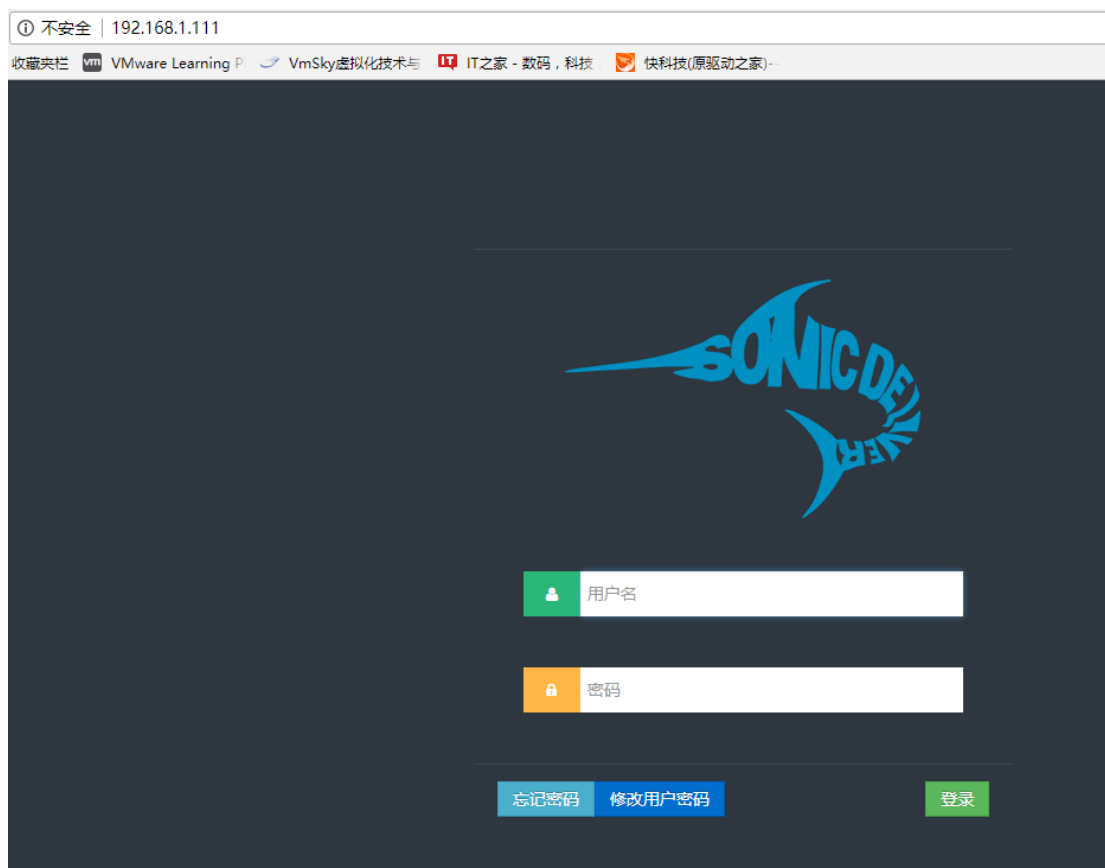 不安全 192.168.1.111
收藏夹栏 VMware Learning P VmSky虚拟化技术与 IT之家 - 数码，科技 快科技(原驱动之家)--
SONIC DELIVER
用户名
密码
忘记密码 修改用户密码 登录